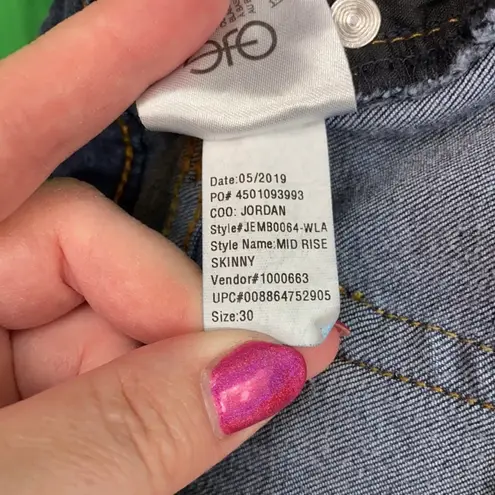 Date:05/2019
PO# 4501093993
COO: JORDAN
Style#JEMB0064-WLA
Style Name:MID RISE
SKINNY
Vendor#1000663
UPC#008864752905
Size:30